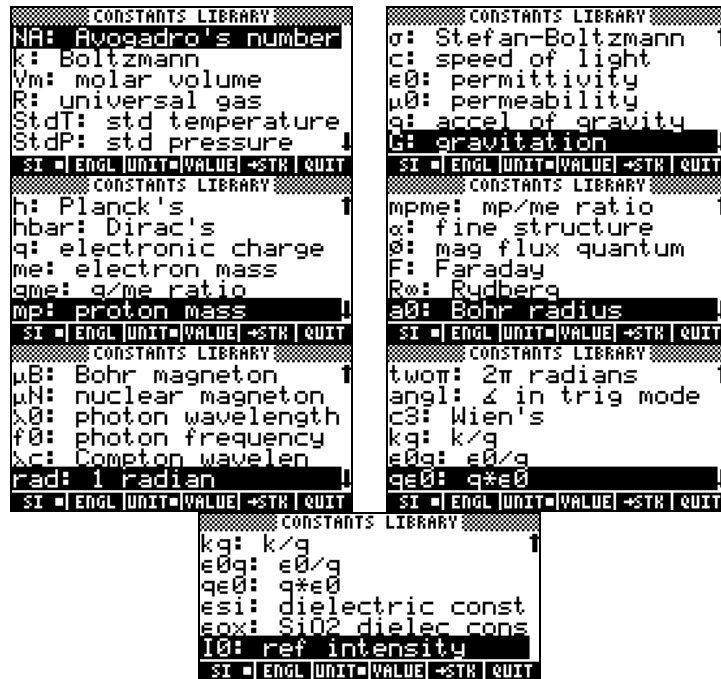 CONSTANTS LIBRARY
NA: Avogadro's number
k: Boltzmann
Vm: molar volume
R: universal gas
StdT: std temperature
StdP: std pressure
SI ▪ ENGL UNIT▪ VALUE →STK QUIT
CONSTANTS LIBRARY
σ: Stefan-Boltzmann
c: speed of light
ε0: permittivity
μ0: permeability
g: accel of gravity
G: gravitation
SI ▪ ENGL UNIT▪ VALUE →STK QUIT
CONSTANTS LIBRARY
h: Planck's
hbar: Dirac's
q: electronic charge
me: electron mass
qme: q/me ratio
mp: proton mass
SI ▪ ENGL UNIT▪ VALUE →STK QUIT
CONSTANTS LIBRARY
mpme: mp/me ratio
α: fine structure
ø: mag flux quantum
F: Faraday
R∞: Rydberg
a0: Bohr radius
SI ▪ ENGL UNIT▪ VALUE →STK QUIT
CONSTANTS LIBRARY
μB: Bohr magneton
μN: nuclear magneton
λ0: photon wavelength
f0: photon frequency
λc: Compton wavelen
rad: 1 radian
SI ▪ ENGL UNIT▪ VALUE →STK QUIT
twoπ: 2π radians
angl: ∡ in trig mode
c3: Wien's
kq: k/q
ε0q: ε0/q
qε0: q*ε0
SI ▪ ENGL UNIT▪ VALUE →STK QUIT
CONSTANTS LIBRARY
kq: k/q
ε0q: ε0/q
qε0: q*ε0
εsi: dielectric const
εox: SiO2 dielec cons
I0: ref intensity
SI ▪ ENGL UNIT▪ VALUE →STK QUIT